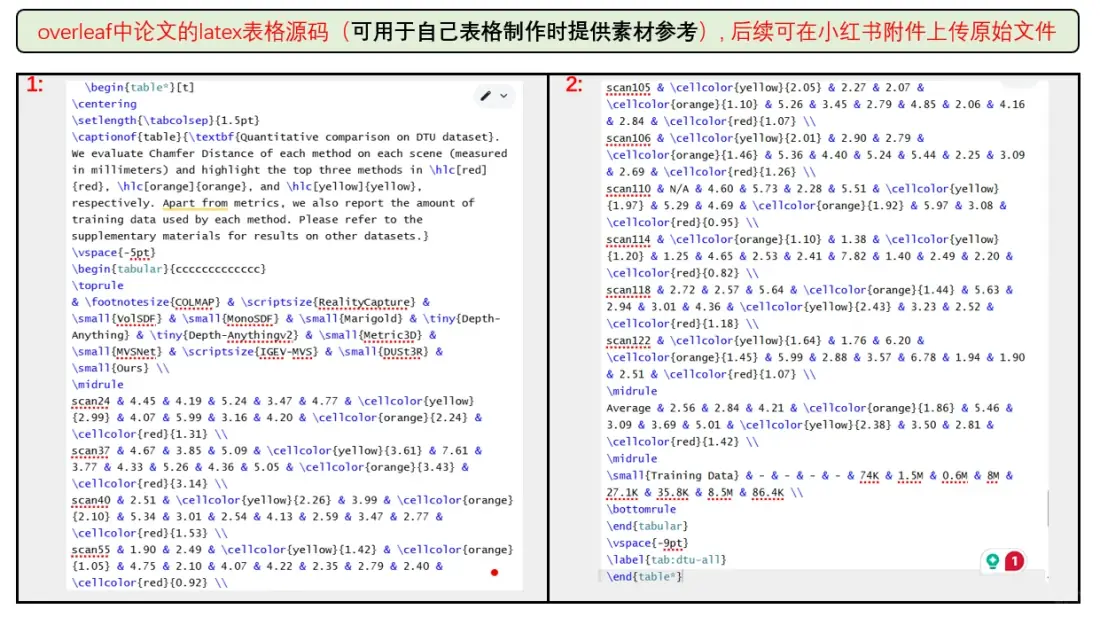 overleaf中论文的latex表格源码（可用于自己表格制作时提供素材参考）, 后续可在小红书附件上传原始文件
1:
\begin{table*}[t]
\centering
\setlength{\tabcolsep}{1.5pt}
\captionof{table}{\textbf{Quantitative comparison on DTU dataset}.
We evaluate Chamfer Distance of each method on each scene (measured
in millimeters) and highlight the top three methods in \hlc[red]
{red}, \hlc[orange]{orange}, and \hlc[yellow]{yellow},
respectively. Apart from metrics, we also report the amount of
training data used by each method. Please refer to the
supplementary materials for results on other datasets.}
\vspace{-5pt}
\begin{tabular}{ccccccccccccc}
\toprule
& \footnotesize{COLMAP} & \scriptsize{RealityCapture} &
\small{VolSDF} & \small{MonoSDF} & \small{Marigold} & \tiny{Depth-
Anything} & \tiny{Depth-Anythingv2} & \small{Metric3D} &
\small{MVSNet} & \scriptsize{IGEV-MVS} & \small{DUSt3R} &
\small{Ours} \\
\midrule
scan24 & 4.45 & 4.19 & 5.24 & 3.47 & 4.77 & \cellcolor{yellow}
{2.99} & 4.07 & 5.99 & 3.16 & 4.20 & \cellcolor{orange}{2.24} &
\cellcolor{red}{1.31} \\
scan37 & 4.67 & 3.85 & 5.09 & \cellcolor{yellow}{3.61} & 7.61 &
3.77 & 4.33 & 5.26 & 4.36 & 5.05 & \cellcolor{orange}{3.43} &
\cellcolor{red}{3.14} \\
scan40 & 2.51 & \cellcolor{yellow}{2.26} & 3.99 & \cellcolor{orange}
{2.10} & 5.34 & 3.01 & 2.54 & 4.13 & 2.59 & 3.47 & 2.77 &
\cellcolor{red}{1.53} \\
scan55 & 1.90 & 2.49 & \cellcolor{yellow}{1.42} & \cellcolor{orange}
{1.05} & 4.75 & 2.10 & 4.07 & 4.22 & 2.35 & 2.79 & 2.40 &
\cellcolor{red}{0.92} \\
2:
scan105 & \cellcolor{yellow}{2.05} & 2.27 & 2.07 &
\cellcolor{orange}{1.10} & 5.26 & 3.45 & 2.79 & 4.85 & 2.06 & 4.16
& 2.84 & \cellcolor{red}{1.07} \\
scan106 & \cellcolor{yellow}{2.01} & 2.90 & 2.79 &
\cellcolor{orange}{1.46} & 5.36 & 4.40 & 5.24 & 5.44 & 2.25 & 3.09
& 2.69 & \cellcolor{red}{1.26} \\
scan110 & N/A & 4.60 & 5.73 & 2.28 & 5.51 & \cellcolor{yellow}
{1.97} & 5.29 & 4.69 & \cellcolor{orange}{1.92} & 5.97 & 3.08 &
\cellcolor{red}{0.95} \\
scan114 & \cellcolor{orange}{1.10} & 1.38 & \cellcolor{yellow}
{1.20} & 1.25 & 4.65 & 2.53 & 2.41 & 7.82 & 1.40 & 2.49 & 2.20 &
\cellcolor{red}{0.82} \\
scan118 & 2.72 & 2.57 & 5.64 & \cellcolor{orange}{1.44} & 5.63 &
2.94 & 3.01 & 4.36 & \cellcolor{yellow}{2.43} & 3.23 & 2.52 &
\cellcolor{red}{1.18} \\
scan122 & \cellcolor{yellow}{1.64} & 1.76 & 6.20 &
\cellcolor{orange}{1.45} & 5.99 & 2.88 & 3.57 & 6.78 & 1.94 & 1.90
& 2.51 & \cellcolor{red}{1.07} \\
\midrule
Average & 2.56 & 2.84 & 4.21 & \cellcolor{orange}{1.86} & 5.46 &
3.09 & 3.69 & 5.01 & \cellcolor{yellow}{2.38} & 3.50 & 2.81 &
\cellcolor{red}{1.42} \\
\midrule
\small{Training Data} & - & - & - & - & 74K & 1.5M & 0.6M & 8M &
27.1K & 35.8K & 8.5M & 86.4K \\
\bottomrule
\end{tabular}
\vspace{-9pt}
\label{tab:dtu-all}
\end{table*}
1